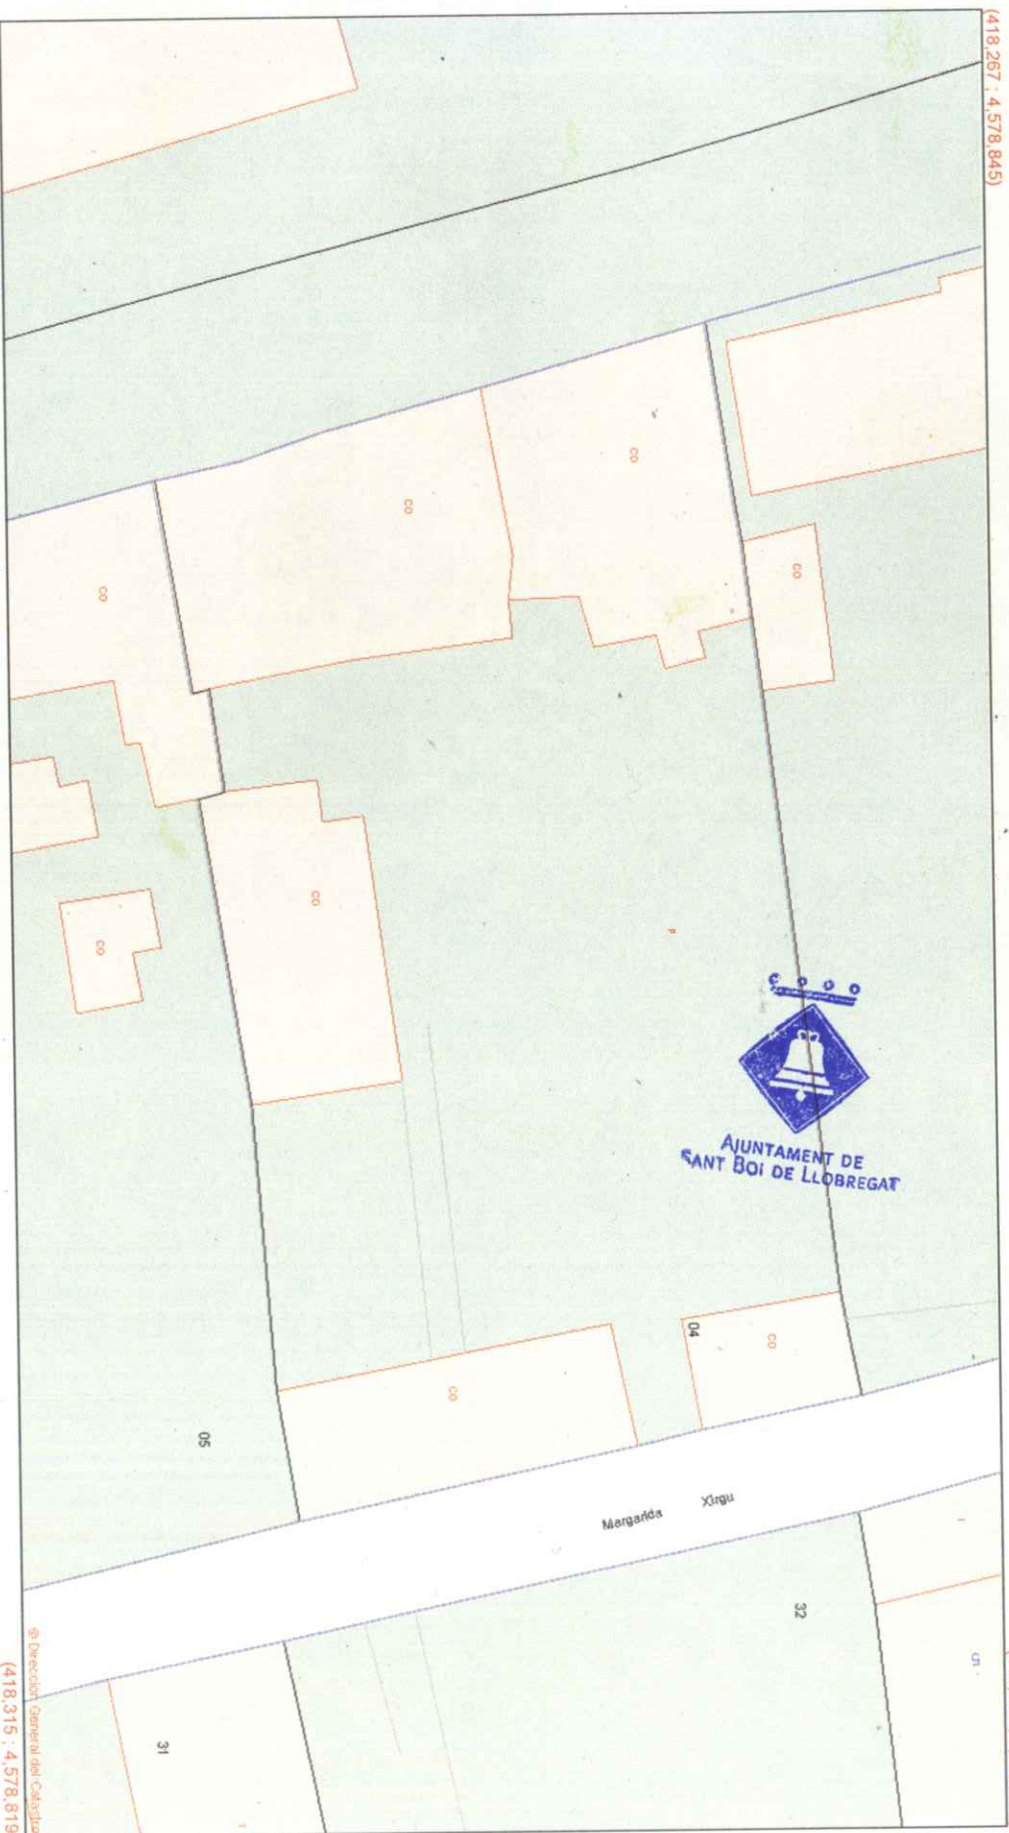 (418,267 ; 4,578,845)
CO
CO
CO
CO
CO
CO
P
AJUNTAMENT DE
SANT BOI DE LLOBREGAT
04
CO
CO
05
Margarida Xirgu
32
I
31
I
© Dirección General del Catastro
(418,315 ; 4,578,819